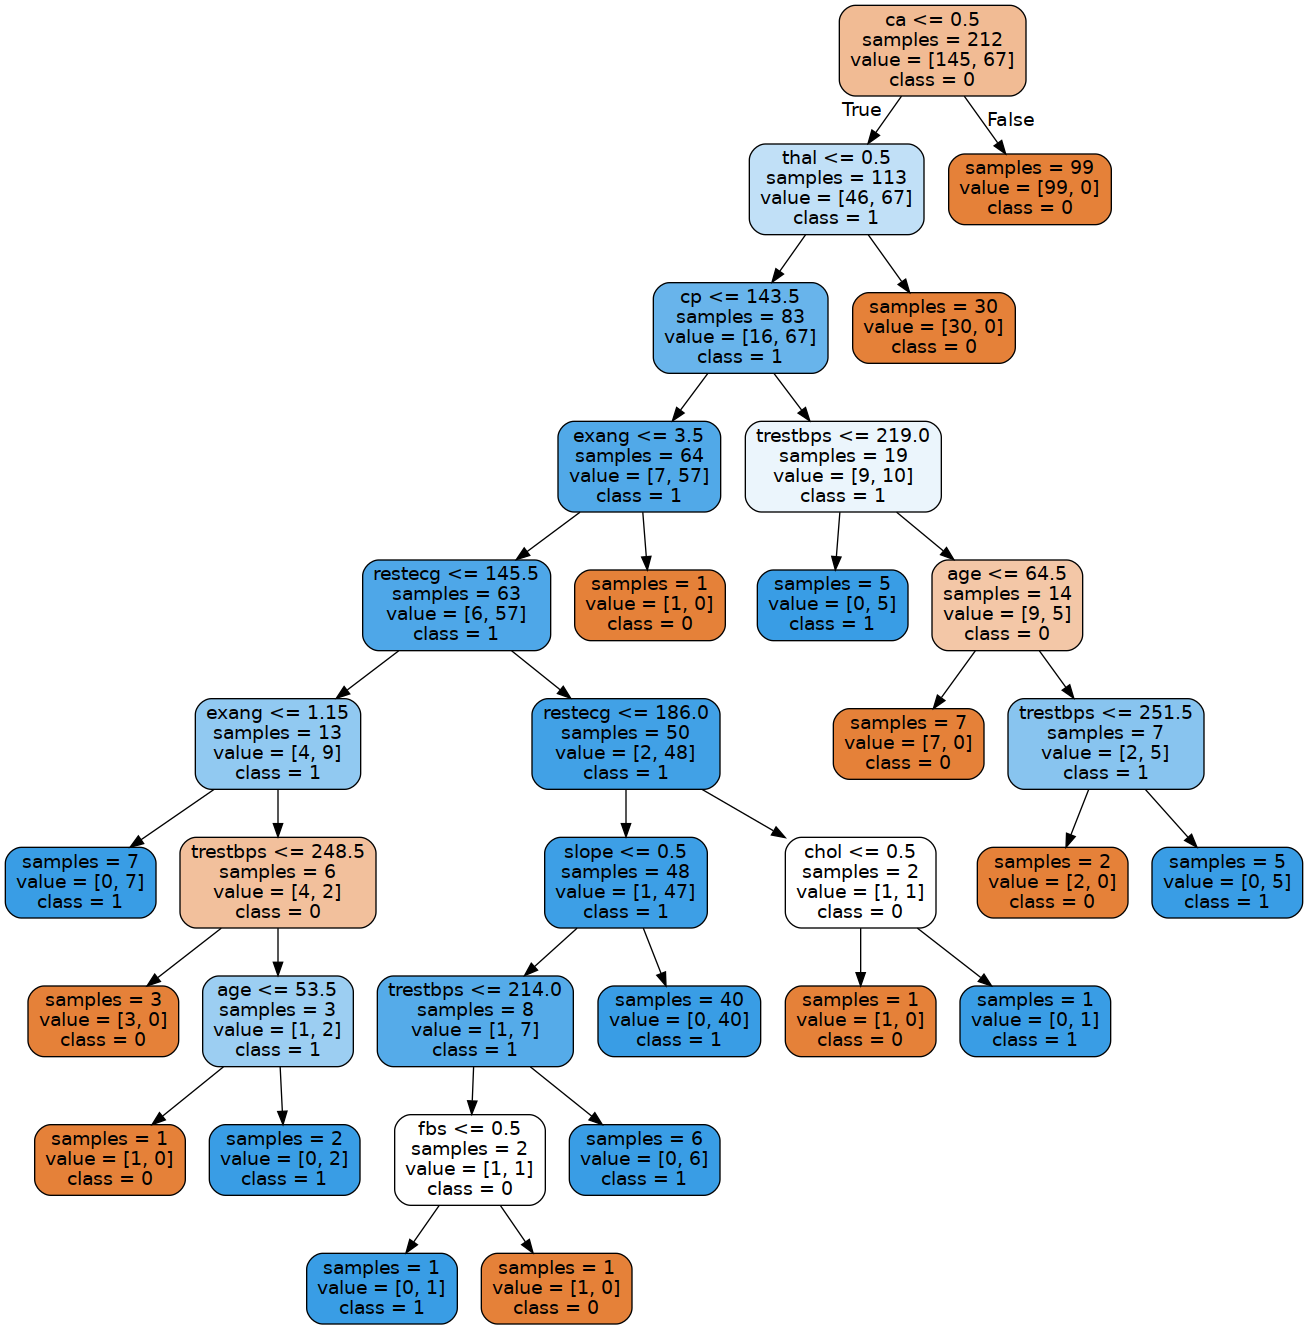 ca <= 0.5
samples = 212
value = [145, 67]
class = 0
True
False
thal <= 0.5
samples = 113
value = [46, 67]
class = 1
samples = 99
value = [99, 0]
class = 0
cp <= 143.5
samples = 83
value = [16, 67]
class = 1
samples = 30
value = [30, 0]
class = 0
exang <= 3.5
samples = 64
value = [7, 57]
class = 1
trestbps <= 219.0
samples = 19
value = [9, 10]
class = 1
restecg <= 145.5
samples = 63
value = [6, 57]
class = 1
samples = 1
value = [1, 0]
class = 0
samples = 5
value = [0, 5]
class = 1
age <= 64.5
samples = 14
value = [9, 5]
class = 0
exang <= 1.15
samples = 13
value = [4, 9]
class = 1
restecg <= 186.0
samples = 50
value = [2, 48]
class = 1
samples = 7
value = [7, 0]
class = 0
trestbps <= 251.5
samples = 7
value = [2, 5]
class = 1
samples = 7
value = [0, 7]
class = 1
trestbps <= 248.5
samples = 6
value = [4, 2]
class = 0
slope <= 0.5
samples = 48
value = [1, 47]
class = 1
chol <= 0.5
samples = 2
value = [1, 1]
class = 0
samples = 2
value = [2, 0]
class = 0
samples = 5
value = [0, 5]
class = 1
samples = 3
value = [3, 0]
class = 0
age <= 53.5
samples = 3
value = [1, 2]
class = 1
trestbps <= 214.0
samples = 8
value = [1, 7]
class = 1
samples = 40
value = [0, 40]
class = 1
samples = 1
value = [1, 0]
class = 0
samples = 1
value = [0, 1]
class = 1
samples = 1
value = [1, 0]
class = 0
samples = 2
value = [0, 2]
class = 1
fbs <= 0.5
samples = 2
value = [1, 1]
class = 0
samples = 6
value = [0, 6]
class = 1
samples = 1
value = [0, 1]
class = 1
samples = 1
value = [1, 0]
class = 0